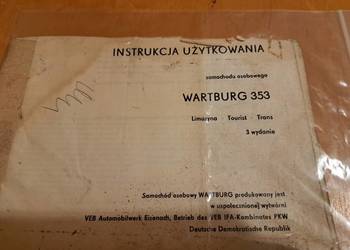 INSTRUKCJA UŻYTKOWANIA
samochodu osobowego
WARTBURG 353
Limuzyna Tourist Trans
3 wydanie
Samochód osobowy WARTBURG produkowany jest
w uspołecznionej wytwórni
VEB Automobilwerk Eisenach, Betrieb des VEB IFA-Kombinates PKW
Deutsche Demokratische Republik